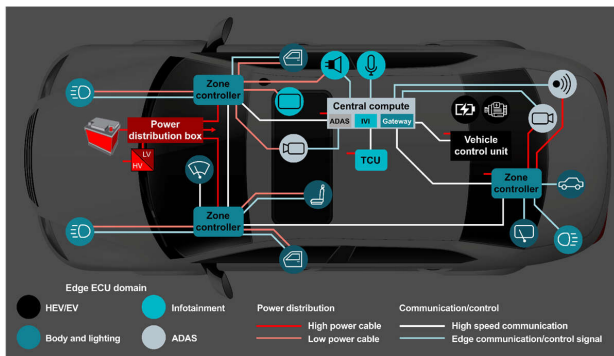 Zone
controller
Central compute
ADAS
IVI
Gateway
Power
distribution box
LV
HV
TCU
Vehicle
control unit
Zone
controller
Zone
controller
Edge ECU domain
HEV/EV
Infotainment
Body and lighting
ADAS
Power distribution
High power cable
Low power cable
Communication/control
High speed communication
Edge communication/control signal